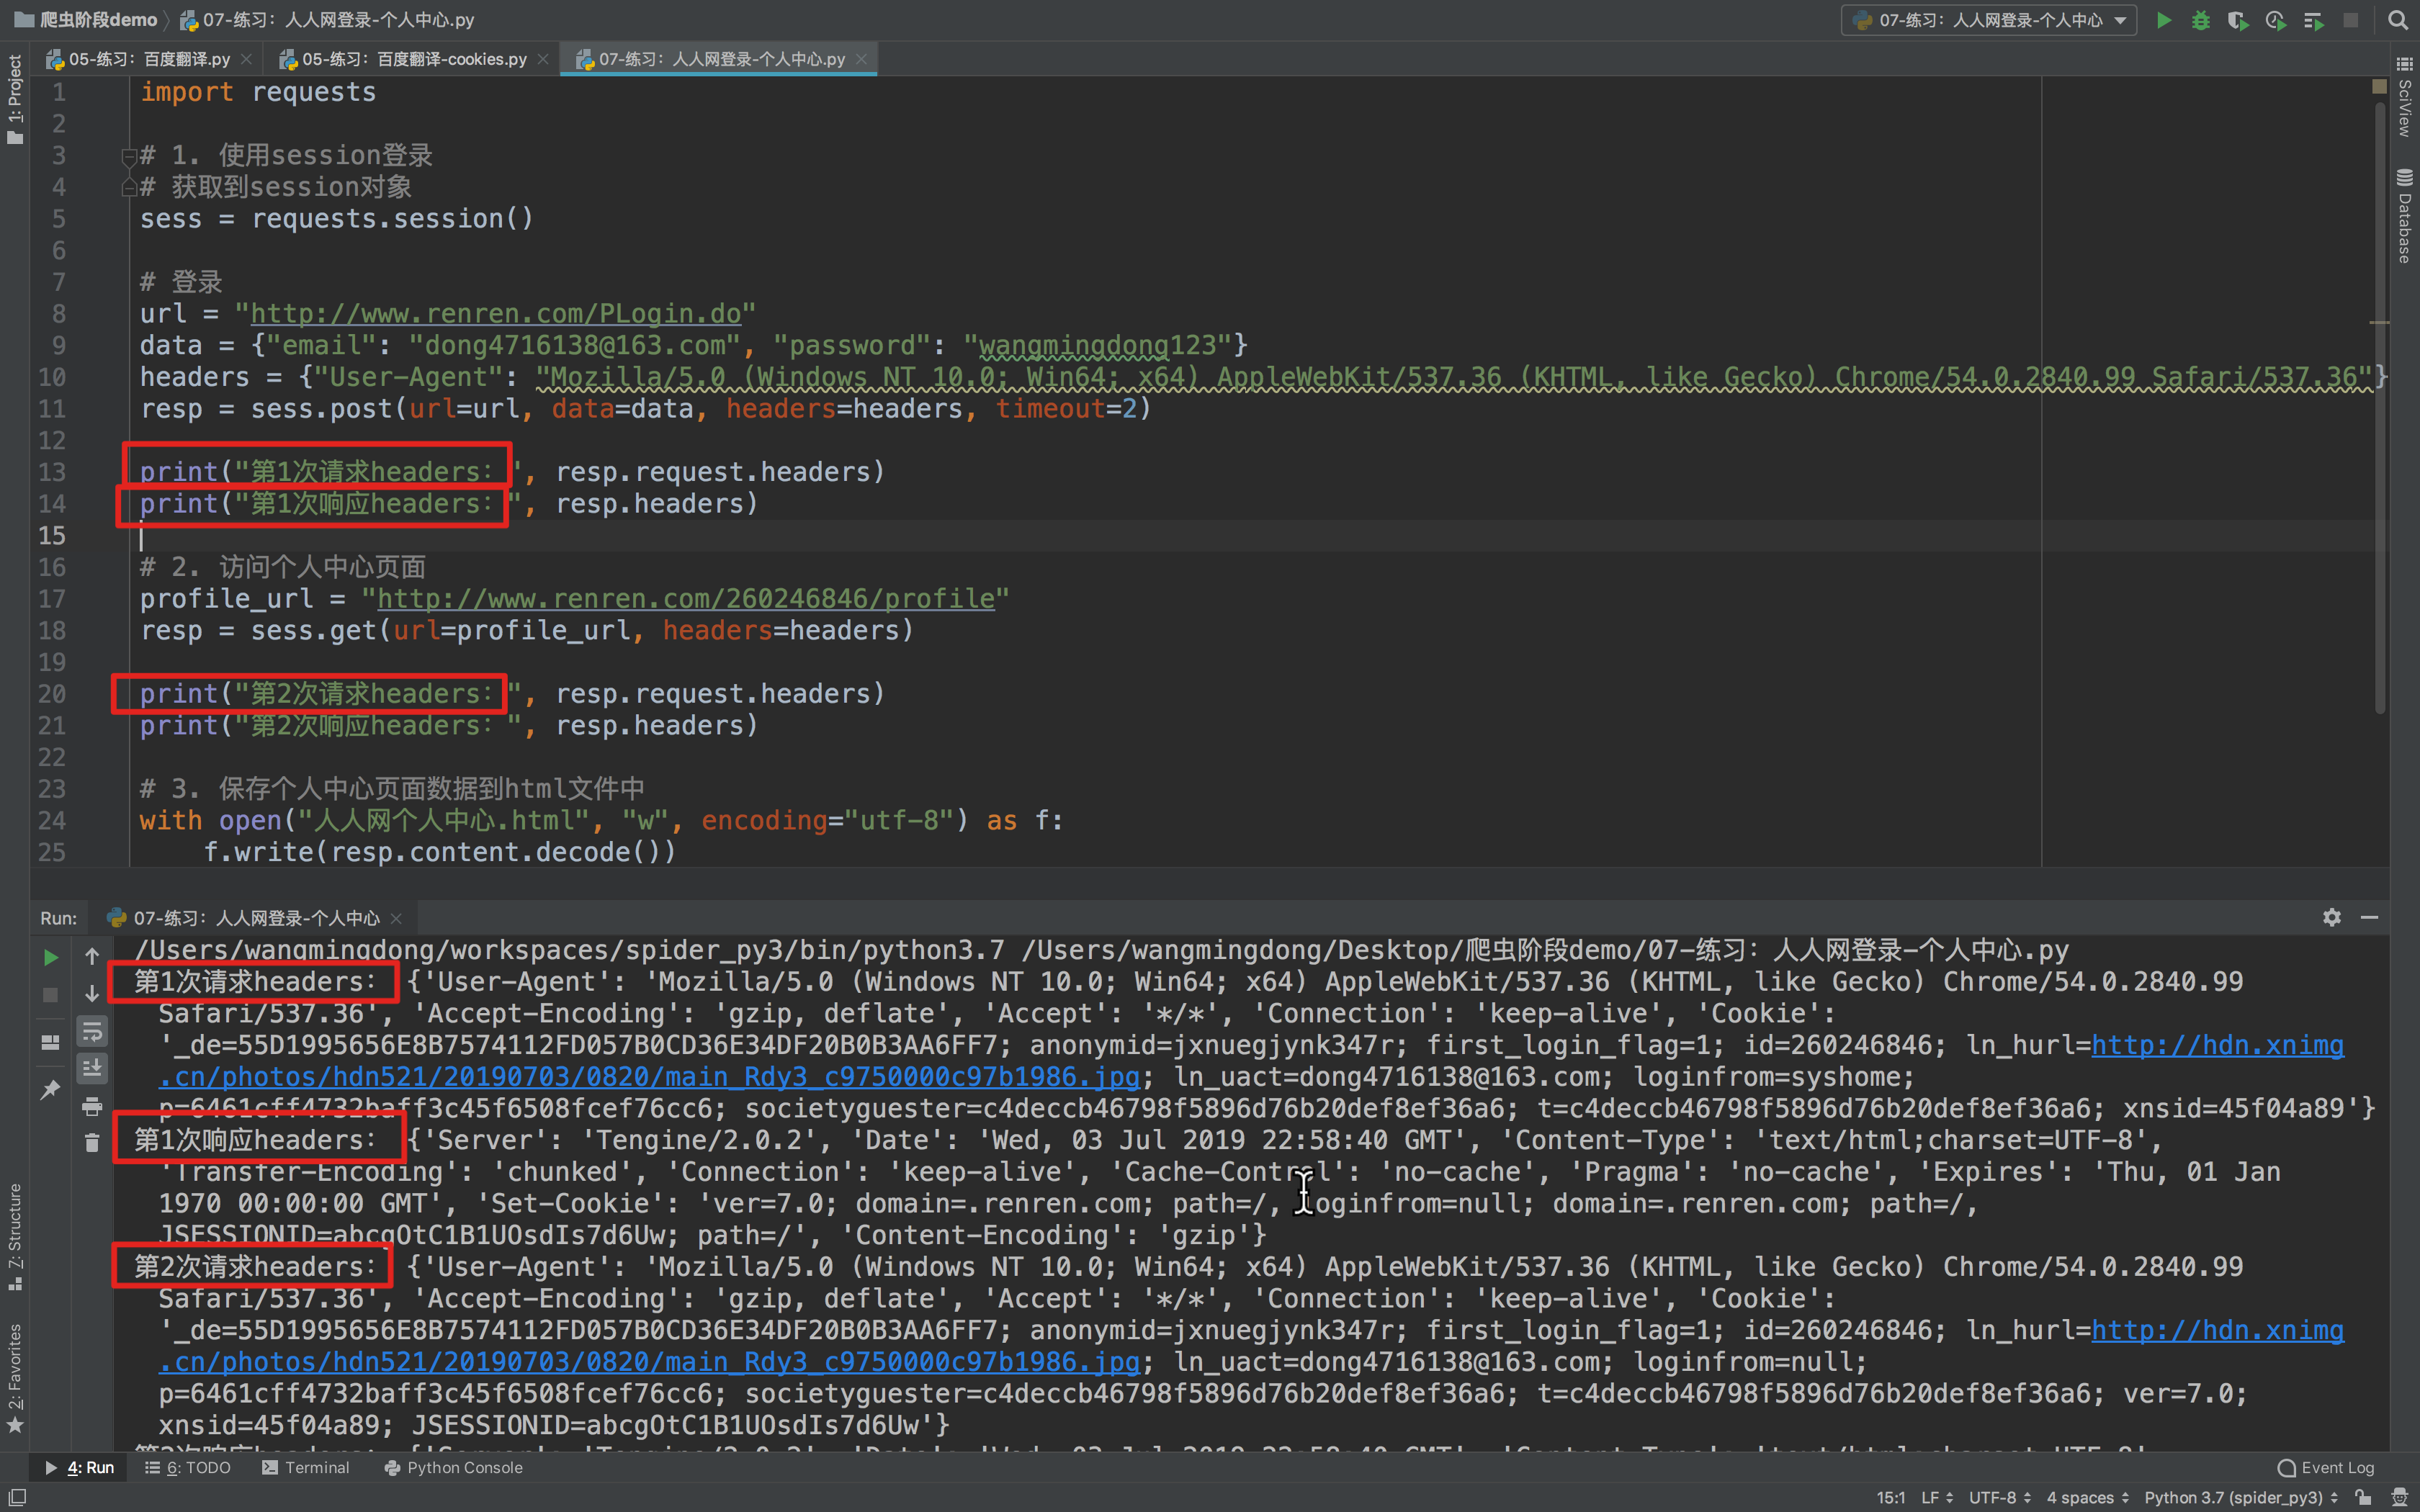 爬虫阶段demo 07-练习：人人网登录-个人中心.py
07-练习：人人网登录-个人中心
05-练习：百度翻译.py
05-练习：百度翻译-cookies.py
07-练习：人人网登录-个人中心.py
1: Project
SciView
Database
1 import requests
2
3 # 1. 使用session登录
4 # 获取到session对象
5 sess = requests.session()
6
7 # 登录
8 url = "http://www.renren.com/PLogin.do"
9 data = {"email": "dong4716138@163.com", "password": "wangmingdong123"}
10 headers = {"User-Agent": "Mozilla/5.0 (Windows NT 10.0; Win64; x64) AppleWebKit/537.36 (KHTML, like Gecko) Chrome/54.0.2840.99 Safari/537.36"}
11 resp = sess.post(url=url, data=data, headers=headers, timeout=2)
12
13 print("第1次请求headers：", resp.request.headers)
14 print("第1次响应headers：", resp.headers)
15
16 # 2. 访问个人中心页面
17 profile_url = "http://www.renren.com/260246846/profile"
18 resp = sess.get(url=profile_url, headers=headers)
19
20 print("第2次请求headers：", resp.request.headers)
21 print("第2次响应headers：", resp.headers)
22
23 # 3. 保存个人中心页面数据到html文件中
24 with open("人人网个人中心.html", "w", encoding="utf-8") as f:
25 f.write(resp.content.decode())
Run: 07-练习：人人网登录-个人中心
/Users/wangmingdong/workspaces/spider_py3/bin/python3.7 /Users/wangmingdong/Desktop/爬虫阶段demo/07-练习：人人网登录-个人中心.py
第1次请求headers： {'User-Agent': 'Mozilla/5.0 (Windows NT 10.0; Win64; x64) AppleWebKit/537.36 (KHTML, like Gecko) Chrome/54.0.2840.99
Safari/537.36', 'Accept-Encoding': 'gzip, deflate', 'Accept': '*/*', 'Connection': 'keep-alive', 'Cookie':
'_de=55D1995656E8B7574112FD057B0CD36E34DF20B0B3AA6FF7; anonymid=jxnuegjynk347r; first_login_flag=1; id=260246846; ln_hurl=http://hdn.xnimg
.cn/photos/hdn521/20190703/0820/main_Rdy3_c9750000c97b1986.jpg; ln_uact=dong4716138@163.com; loginfrom=syshome;
p=6461cff4732baff3c45f6508fcef76cc6; societyguester=c4deccb46798f5896d76b20def8ef36a6; t=c4deccb46798f5896d76b20def8ef36a6; xnsid=45f04a89'}
第1次响应headers： {'Server': 'Tengine/2.0.2', 'Date': 'Wed, 03 Jul 2019 22:58:40 GMT', 'Content-Type': 'text/html;charset=UTF-8',
'Transfer-Encoding': 'chunked', 'Connection': 'keep-alive', 'Cache-Control': 'no-cache', 'Pragma': 'no-cache', 'Expires': 'Thu, 01 Jan
1970 00:00:00 GMT', 'Set-Cookie': 'ver=7.0; domain=.renren.com; path=/, loginfrom=null; domain=.renren.com; path=/,
JSESSIONID=abcgOtC1B1UOsdIs7d6Uw; path=/', 'Content-Encoding': 'gzip'}
第2次请求headers： {'User-Agent': 'Mozilla/5.0 (Windows NT 10.0; Win64; x64) AppleWebKit/537.36 (KHTML, like Gecko) Chrome/54.0.2840.99
Safari/537.36', 'Accept-Encoding': 'gzip, deflate', 'Accept': '*/*', 'Connection': 'keep-alive', 'Cookie':
'_de=55D1995656E8B7574112FD057B0CD36E34DF20B0B3AA6FF7; anonymid=jxnuegjynk347r; first_login_flag=1; id=260246846; ln_hurl=http://hdn.xnimg
.cn/photos/hdn521/20190703/0820/main_Rdy3_c9750000c97b1986.jpg; ln_uact=dong4716138@163.com; loginfrom=null;
p=6461cff4732baff3c45f6508fcef76cc6; societyguester=c4deccb46798f5896d76b20def8ef36a6; t=c4deccb46798f5896d76b20def8ef36a6; ver=7.0;
xnsid=45f04a89; JSESSIONID=abcgOtC1B1UOsdIs7d6Uw'}
7: Structure
2: Favorites
4: Run 6: TODO Terminal Python Console Event Log
15:1 LF UTF-8 4 spaces Python 3.7 (spider_py3)